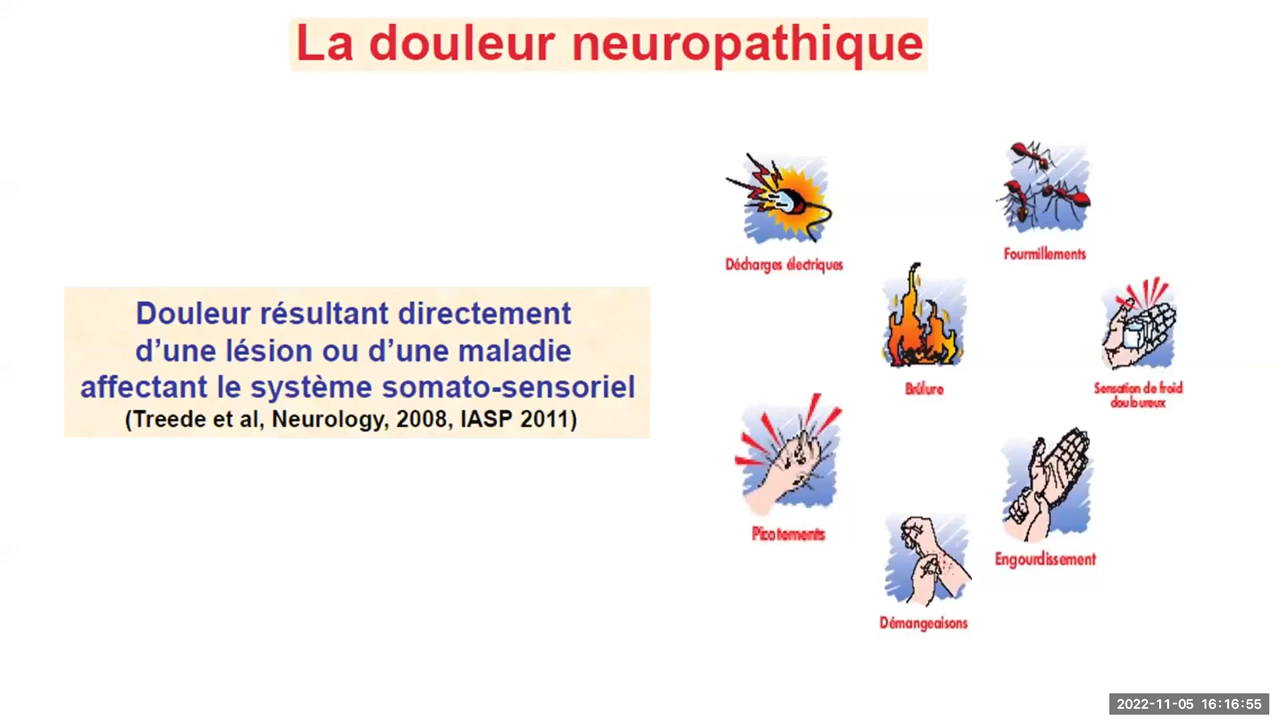 La douleur neuropathique
Douleur résultant directement
d’une lésion ou d’une maladie
affectant le système somato-sensoriel
(Treede et al, Neurology, 2008, IASP 2011)
Décharges électriques
Fourmillements
Brûlure
Sensation de froid
douloureux
Picotements
Engourdissement
Démangeaisons
2022-11-05 16:16:55